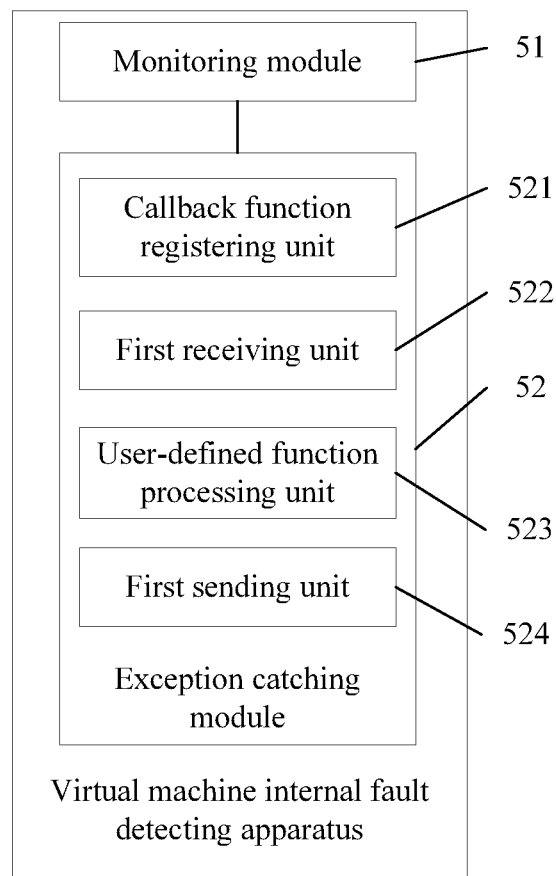 Monitoring module
51
Callback function
registering unit
521
First receiving unit
522
52
User-defined function
processing unit
523
First sending unit
524
Exception catching
module
Virtual machine internal fault
detecting apparatus